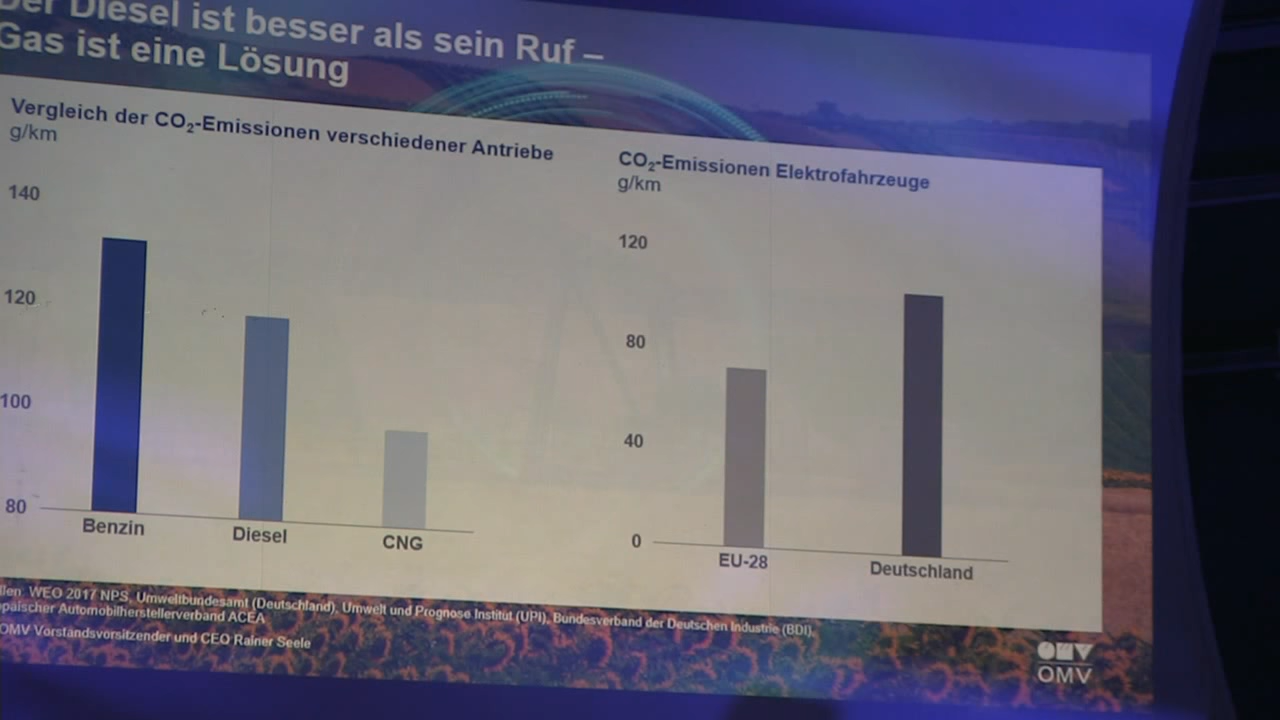 Der Diesel ist besser als sein Ruf –
Gas ist eine Lösung
Vergleich der CO₂-Emissionen verschiedener Antriebe
g/km
140
120
100
80
Benzin
Diesel
CNG
CO₂-Emissionen Elektrofahrzeuge
g/km
120
80
40
0
EU-28
Deutschland
WEO 2017 NPS, Umweltbundesamt (Deutschland), Umwelt und Prognose Institut (UPI), Bundesverband der Deutschen Industrie (BDI),
Automobilherstellerverband ACEA
OMV Vorstandsvorsitzender und CEO Rainer Seele
OMV
OMV